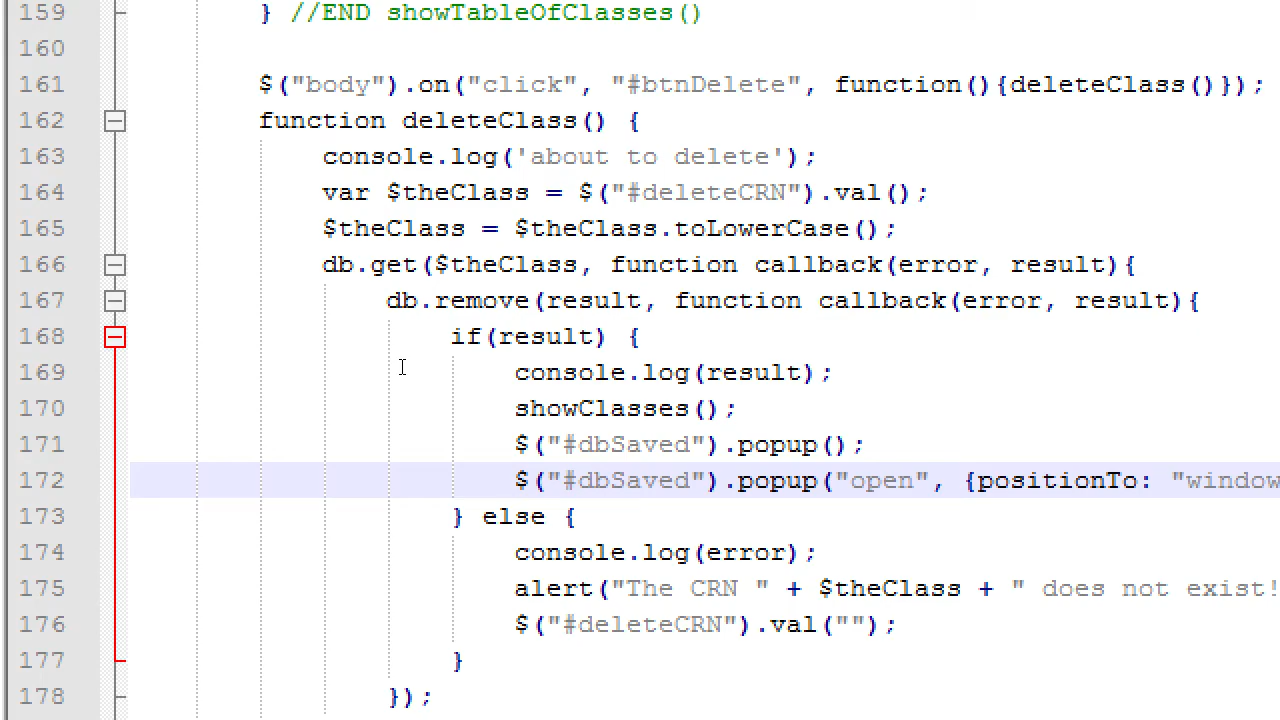 159 } //END showTableOfClasses()
160
161 $("body").on("click", "#btnDelete", function(){deleteClass()});
162 function deleteClass() {
163 console.log('about to delete');
164 var $theClass = $("#deleteCRN").val();
165 $theClass = $theClass.toLowerCase();
166 db.get($theClass, function callback(error, result){
167 db.remove(result, function callback(error, result){
168 if(result) {
169 console.log(result);
170 showClasses();
171 $("#dbSaved").popup();
172 $("#dbSaved").popup("open", {positionTo: "window
173 } else {
174 console.log(error);
175 alert("The CRN " + $theClass + " does not exist!
176 $("#deleteCRN").val("");
177 }
178 });